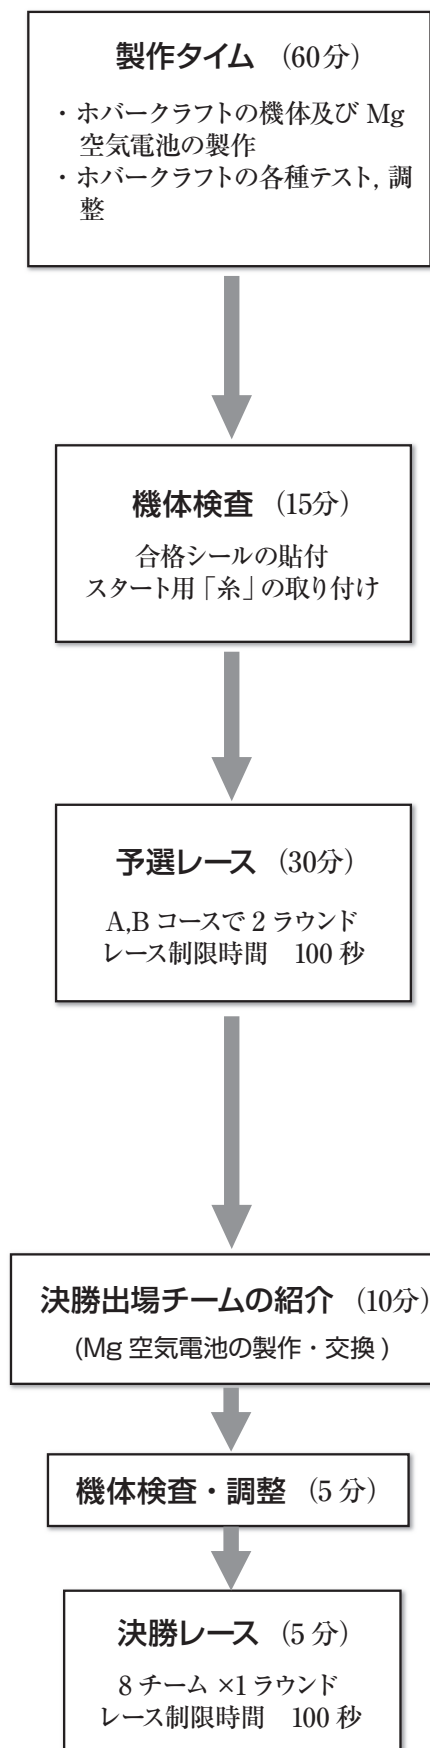 製作タイム (60分)
・ホバークラフトの機体及び Mg
空気電池の製作
・ホバークラフトの各種テスト, 調
整
機体検査 (15分)
合格シールの貼付
スタート用「糸」の取り付け
予選レース (30分)
A,B コースで 2 ラウンド
レース制限時間 100 秒
決勝出場チームの紹介 (10分)
(Mg 空気電池の製作・交換)
機体検査・調整 (5 分)
決勝レース (5 分)
8 チーム ×1 ラウンド
レース制限時間 100 秒